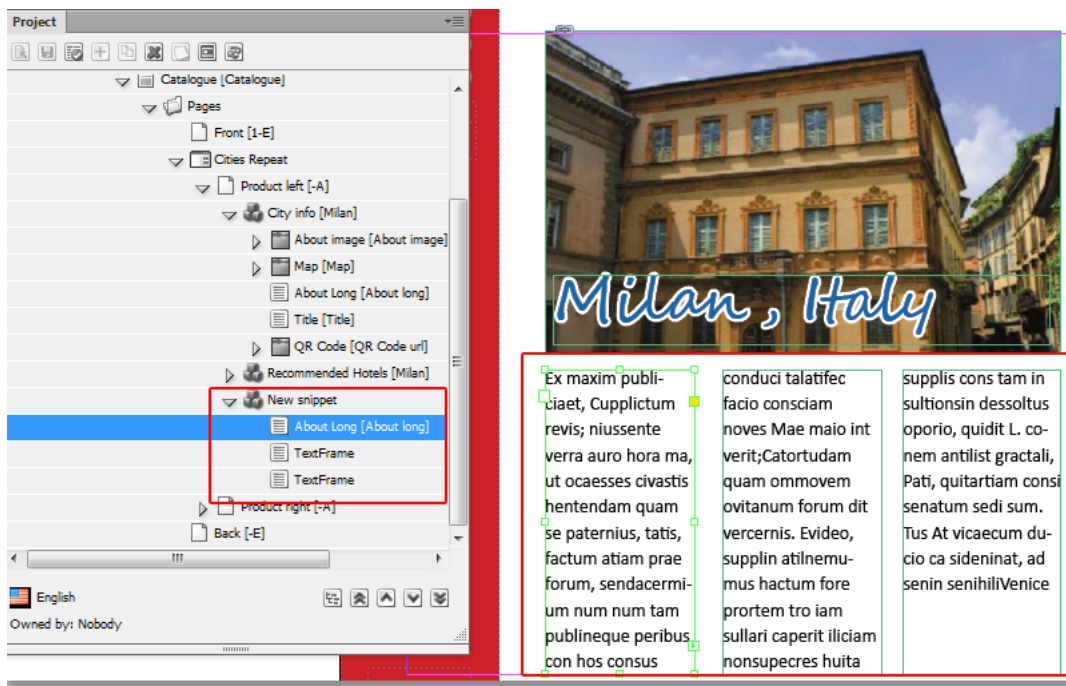 Project
Catalogue [Catalogue]
Pages
Front [1-E]
Cities Repeat
Product left [-A]
City info [Milan]
About image [About image]
Map [Map]
About Long [About long]
Title [Title]
QR Code [QR Code url]
Recommended Hotels [Milan]
New snippet
About Long [About long]
TextFrame
TextFrame
Product right [-A]
Back [-E]
English
Owned by: Nobody
Milan , Italy
Ex maxim publi-
ciaet, Cupplictum
revis; niussente
verra auro hora ma,
ut ocaesses civastis
hentendam quam
se paternius, tatis,
factum atiam prae
forum, sendacermi-
um num num tam
publineque peribus
con hos consus
conduci talatifec
facio consciam
noves Mae maio int
verit;Catortudam
quam ommovem
ovitanum forum dit
vercernis. Evideo,
supplin atilnemu-
mus hactum fore
prortem tro iam
sullari caperit iliciam
nonsupecres huita
supplis cons tam in
sultionsin dessoltus
oporio, quidit L. co-
nem antilist gractali,
Pati, quitartiam consi
senatum sedi sum.
Tus At vicaecum du-
cio ca sideninat, ad
senin senihiliVenice